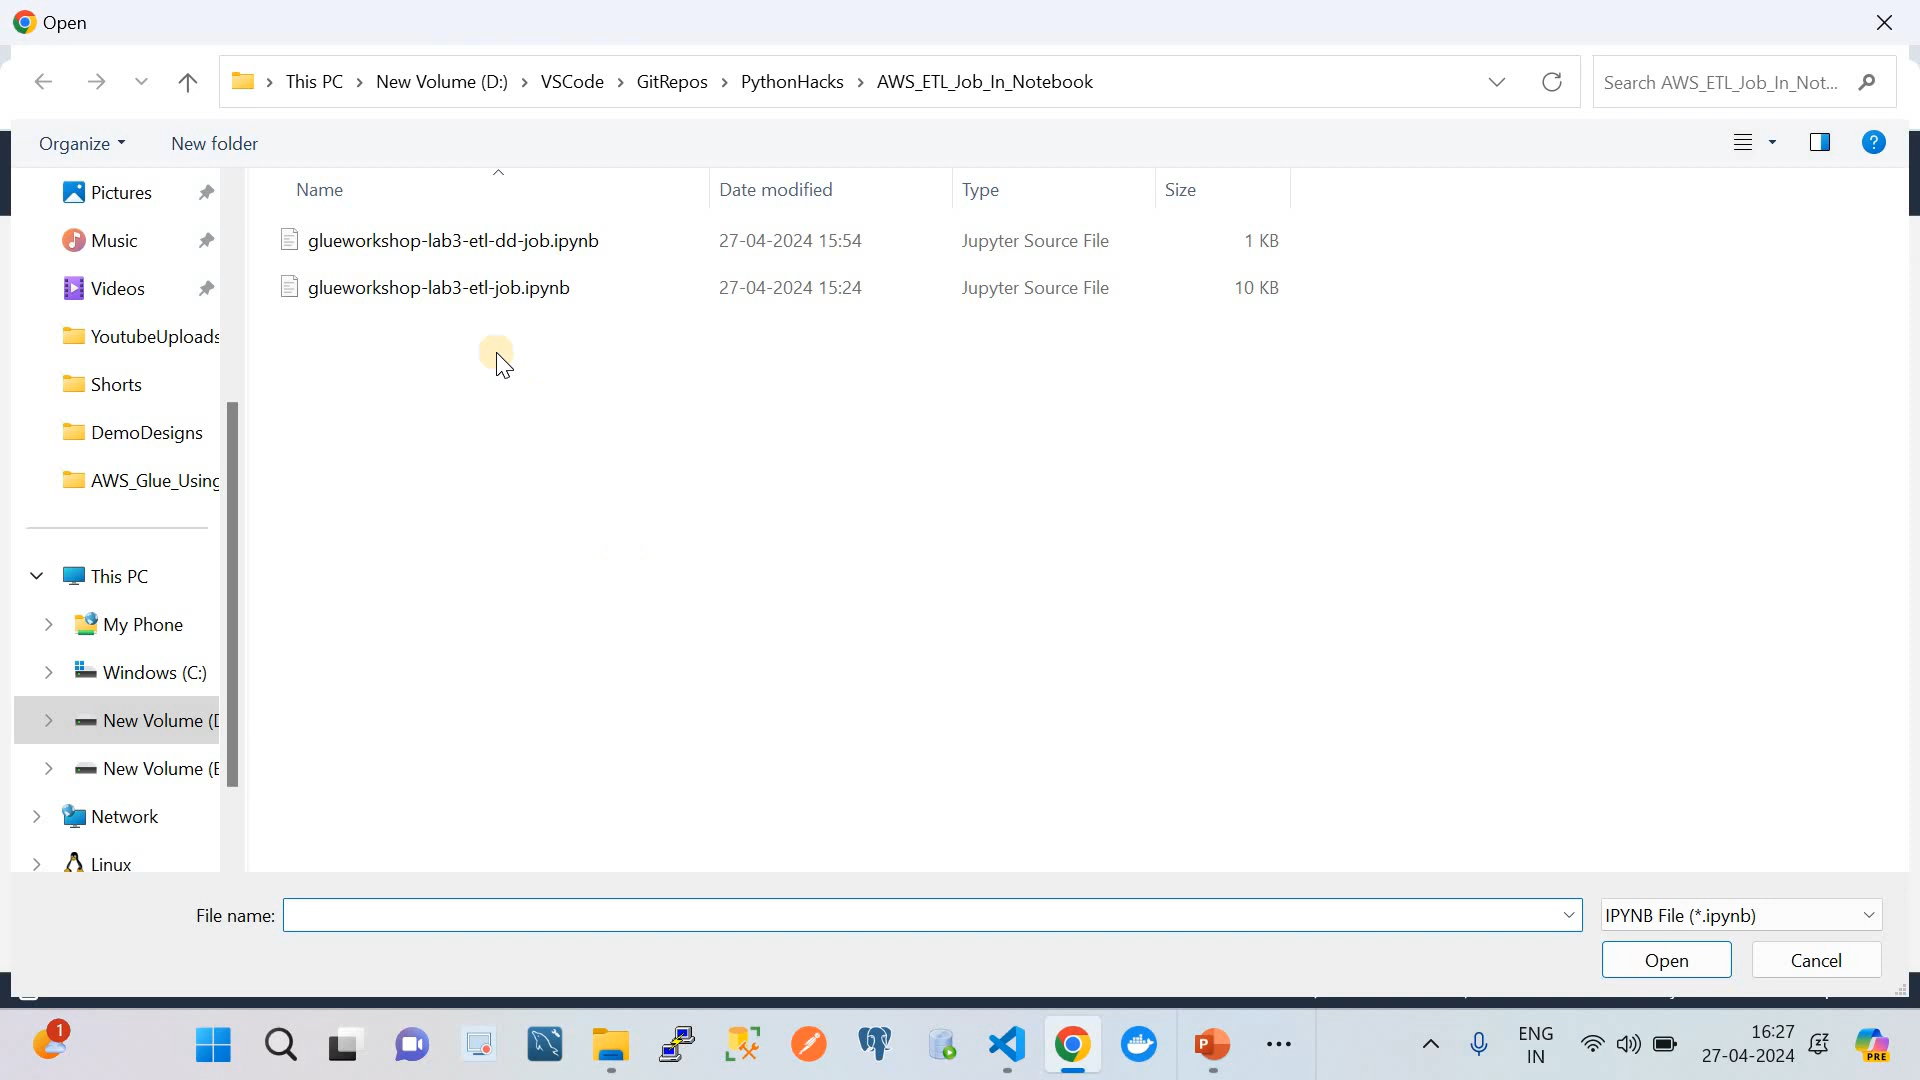 Open
This PC > New Volume (D:) > VSCode > GitRepos > PythonHacks > AWS_ETL_Job_In_Notebook
Search AWS_ETL_Job_In_Not...
Organize
New folder
Name
Date modified
Type
Size
glueworkshop-lab3-etl-dd-job.ipynb
27-04-2024 15:54
Jupyter Source File
1 KB
glueworkshop-lab3-etl-job.ipynb
27-04-2024 15:24
Jupyter Source File
10 KB
Pictures
Music
Videos
YoutubeUploads
Shorts
DemoDesigns
AWS_Glue_Using
This PC
My Phone
Windows (C:)
New Volume (D
New Volume (E
Network
Linux
File name:
IPYNB File (*.ipynb)
Open
Cancel
1
P
ENG
IN
16:27
27-04-2024
PRE